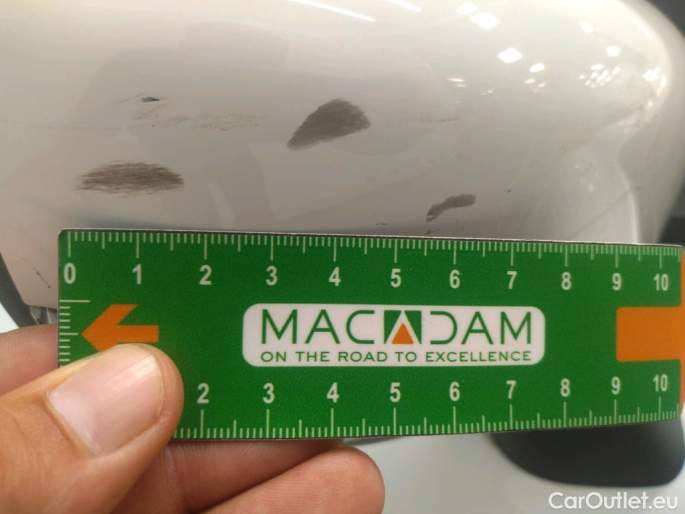 0 1 2 3 4 5 6 7 8 9 10
MACADAM
ON THE ROAD TO EXCELLENCE
2 3 4 5 6 7 8 9 10
CarOutlet.eu